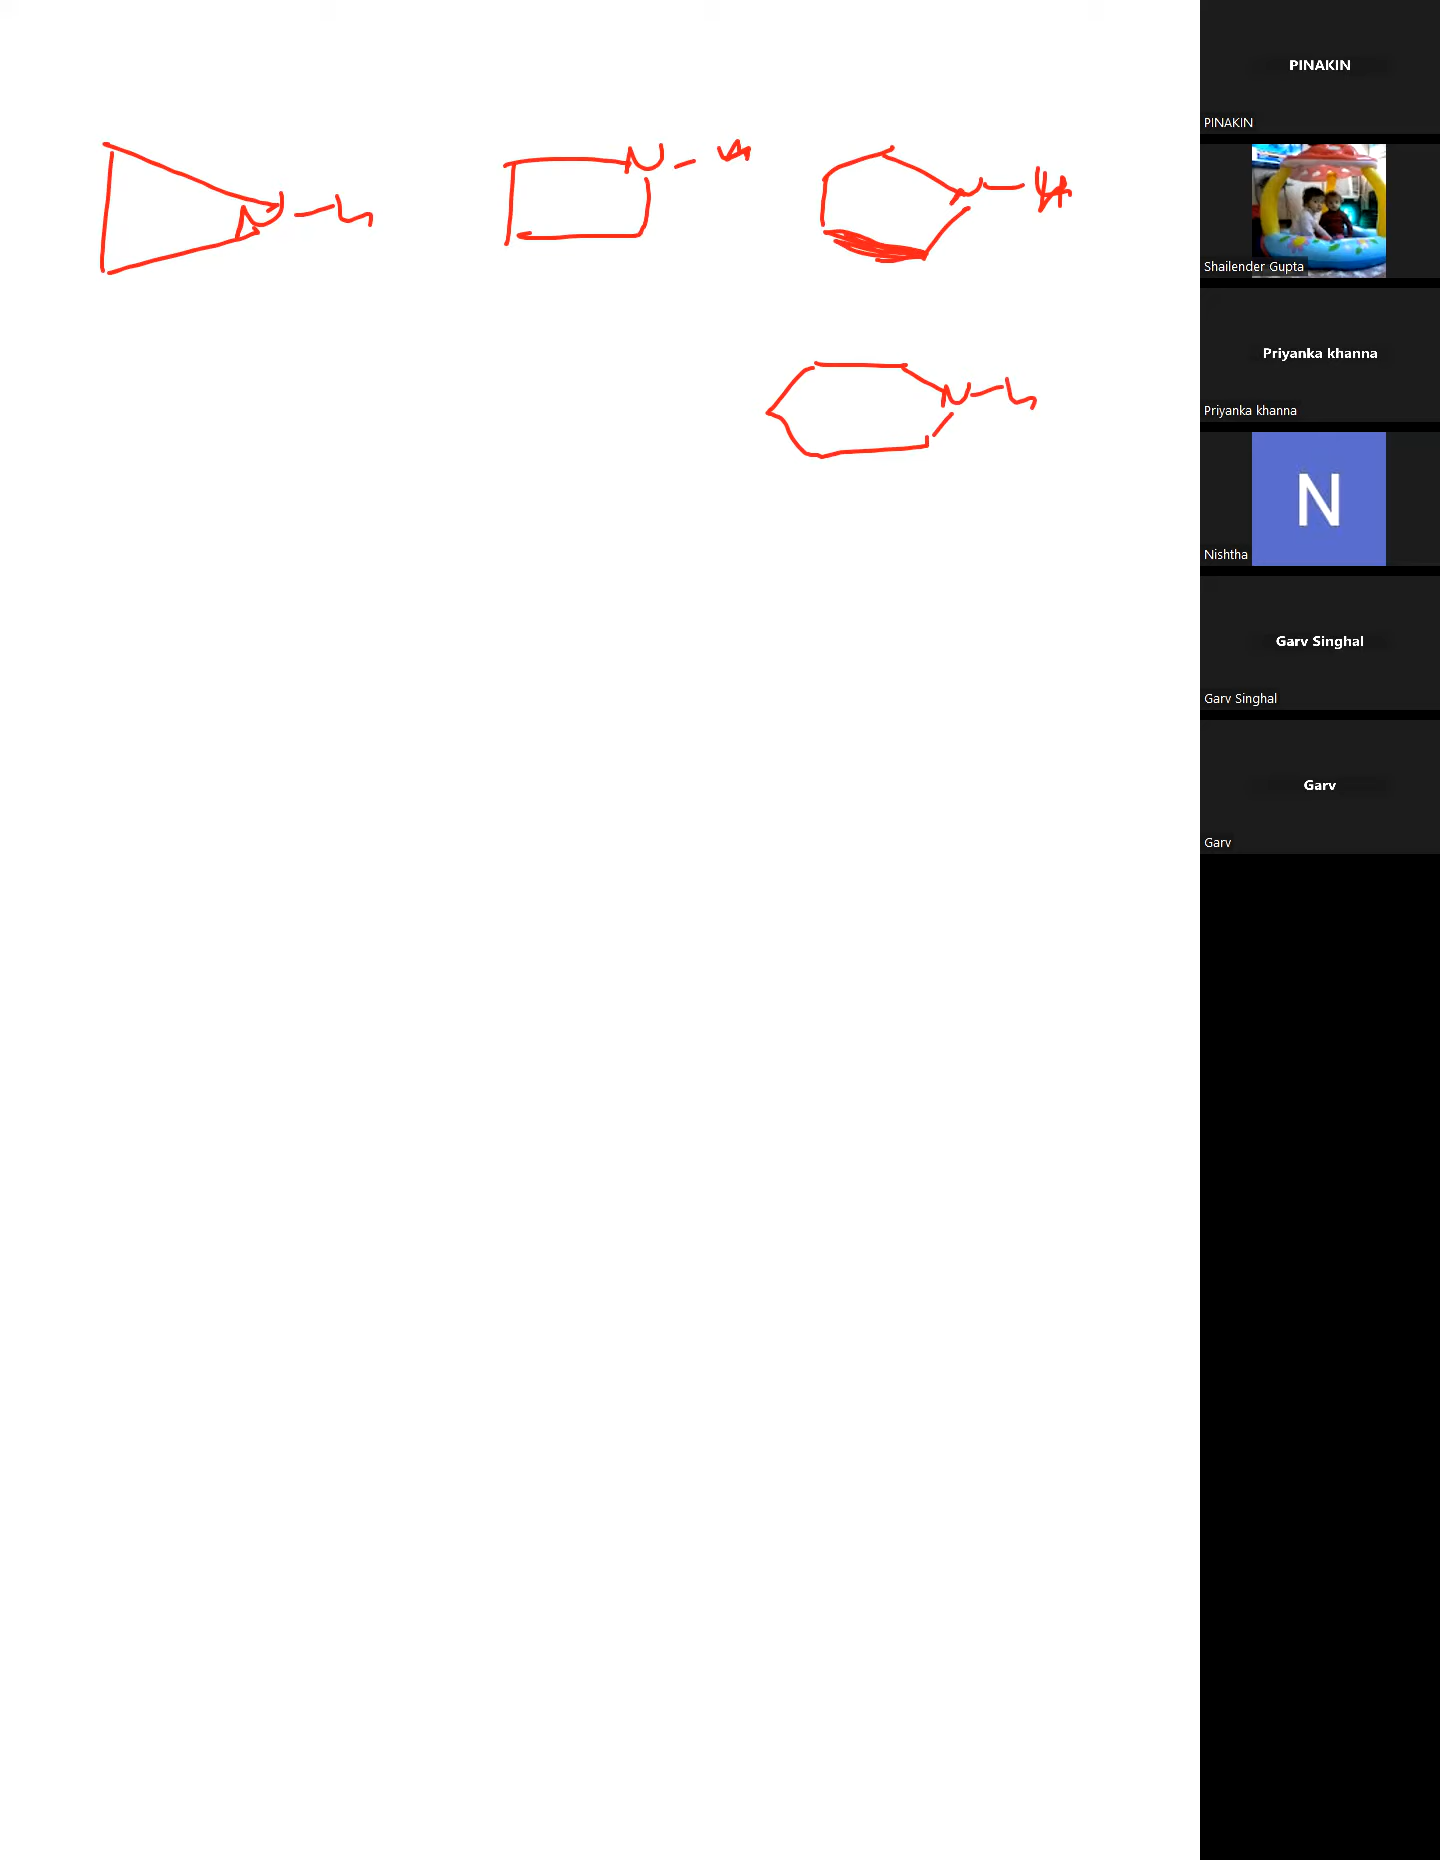 PINAKIN
PINAKIN
Shailender Gupta
Priyanka khanna
Priyanka khanna
N
Nishtha
Garv Singhal
Garv Singhal
Garv
Garv
N
N
N
N